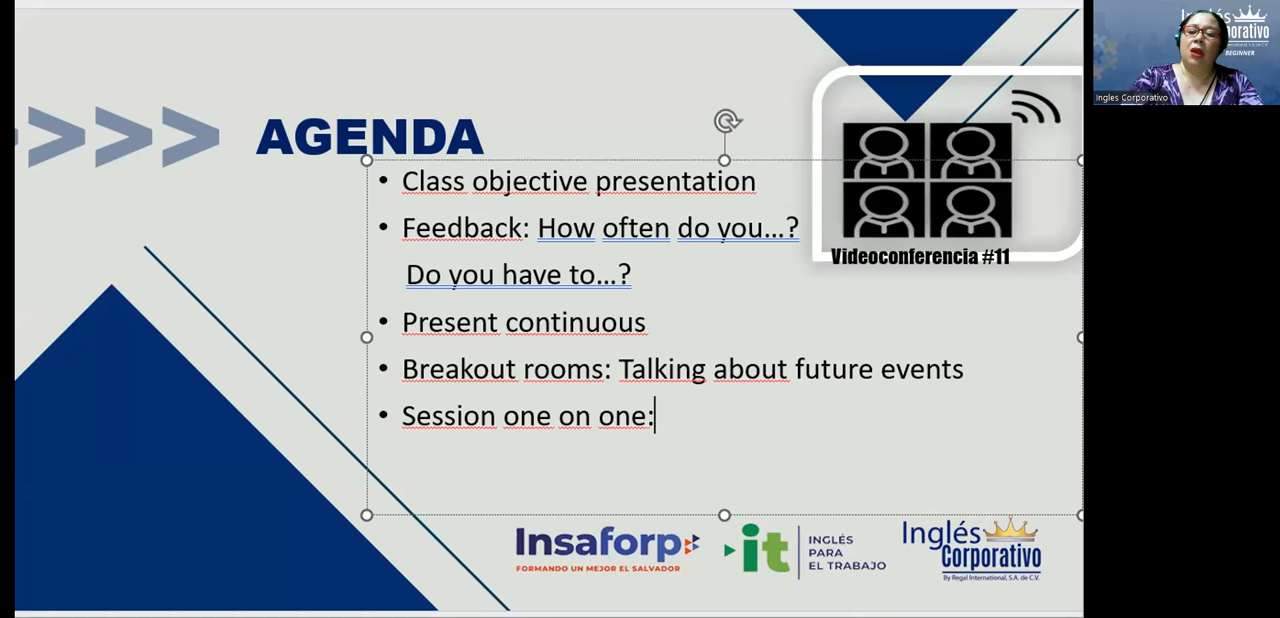 AGENDA
• Class objective presentation
• Feedback: How often do you...?
Do you have to...?
• Present continuous
• Breakout rooms: Talking about future events
• Session one on one:
Videoconferencia #11
Insaforp
FORMANDO UN MEJOR EL SALVADOR
it
INGLÉS
PARA
EL TRABAJO
Inglés
Corporativo
By Regal International, S.A. de C.V.
Inglés
orativo
BEGINNER
Ingles Corporativo